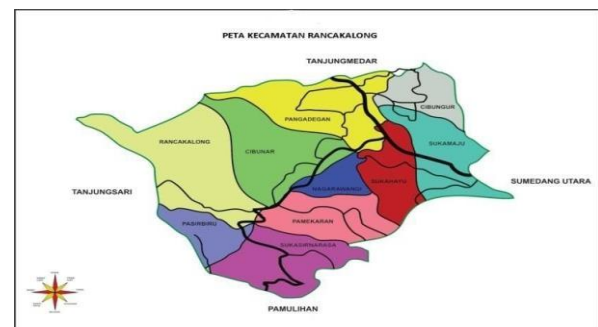 PETA KECAMATAN RANCAKALONG
TANJUNGMEDAR
CIBUNGUR
PANGADEGAN
RANCAKALONG
CIBUNAR
SUKAMAJU
SUKAHAYU
NAGARAWANGI
TANJUNGSARI
SUMEDANG UTARA
PASIRBIRU
PAMEKARAN
SUKASIRNARASA
PAMULIHAN